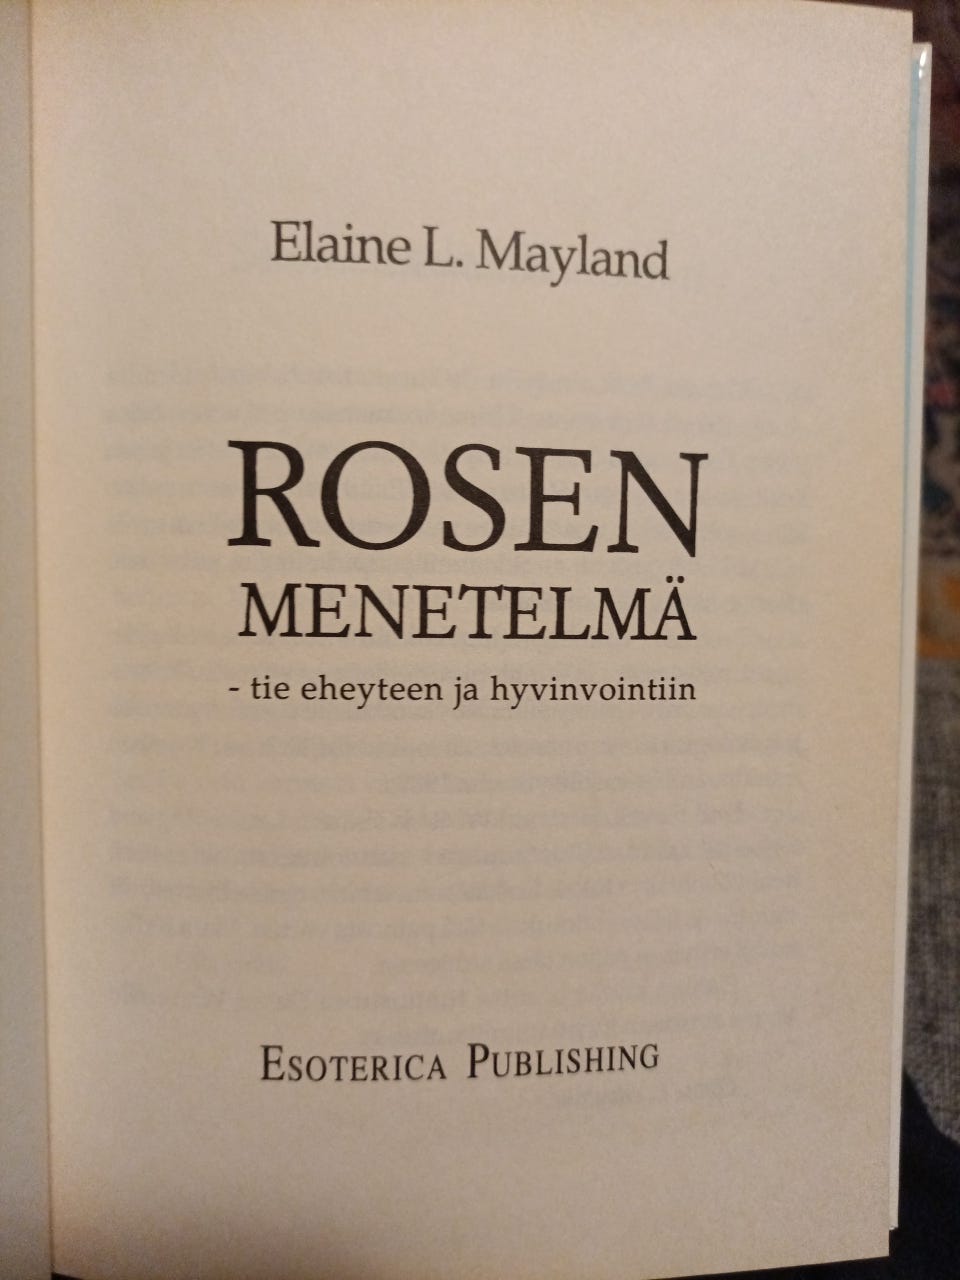 Elaine L. Mayland
ROSEN
MENETELMÄ
- tie eheyteen ja hyvinvointiin
ESOTERICA PUBLISHING